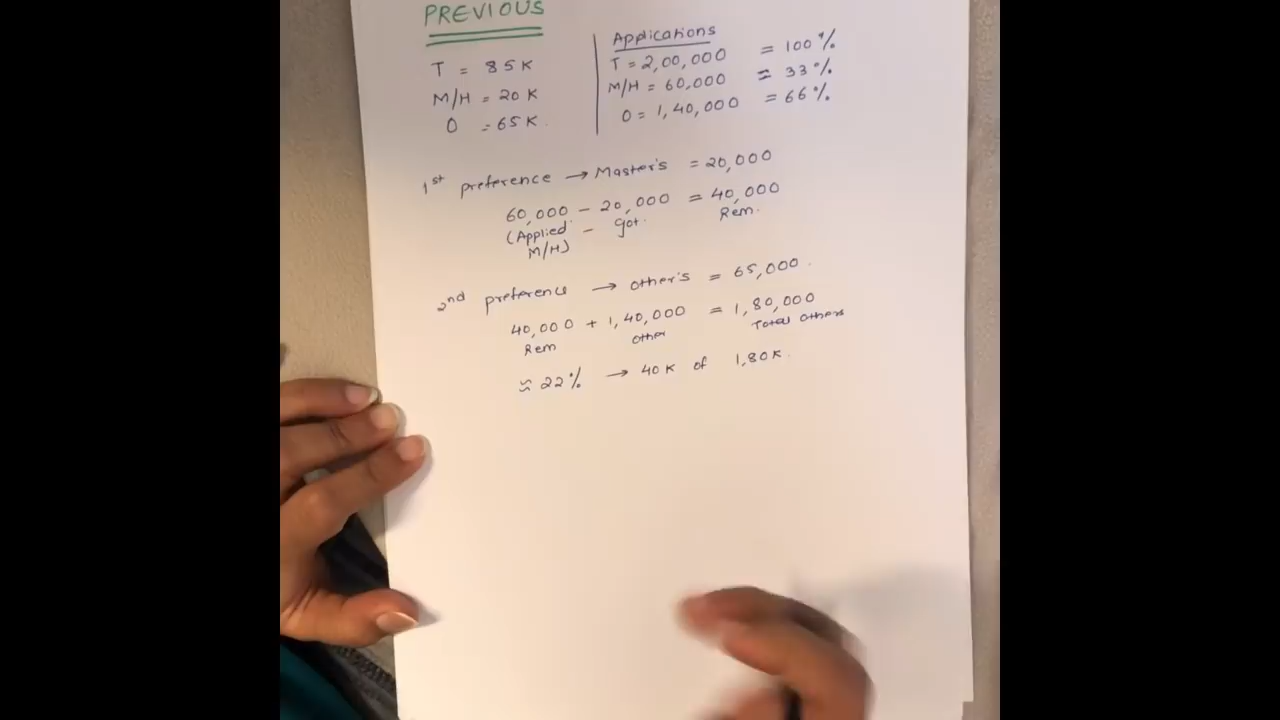 PREVIOUS
T = 85K
M/H = 20K
O = 65K.
Applications
T = 2,00,000 = 100%
M/H = 60,000 ≈ 33%
O = 1,40,000 = 66%
1st preference → Master's = 20,000
60,000 - 20,000 = 40,000
(Applied - got. Rem.
M/H)
2nd preference → other's = 65,000.
40,000 + 1,40,000 = 1,80,000
Rem other Total others
≈ 22% → 40K of 1,80K.